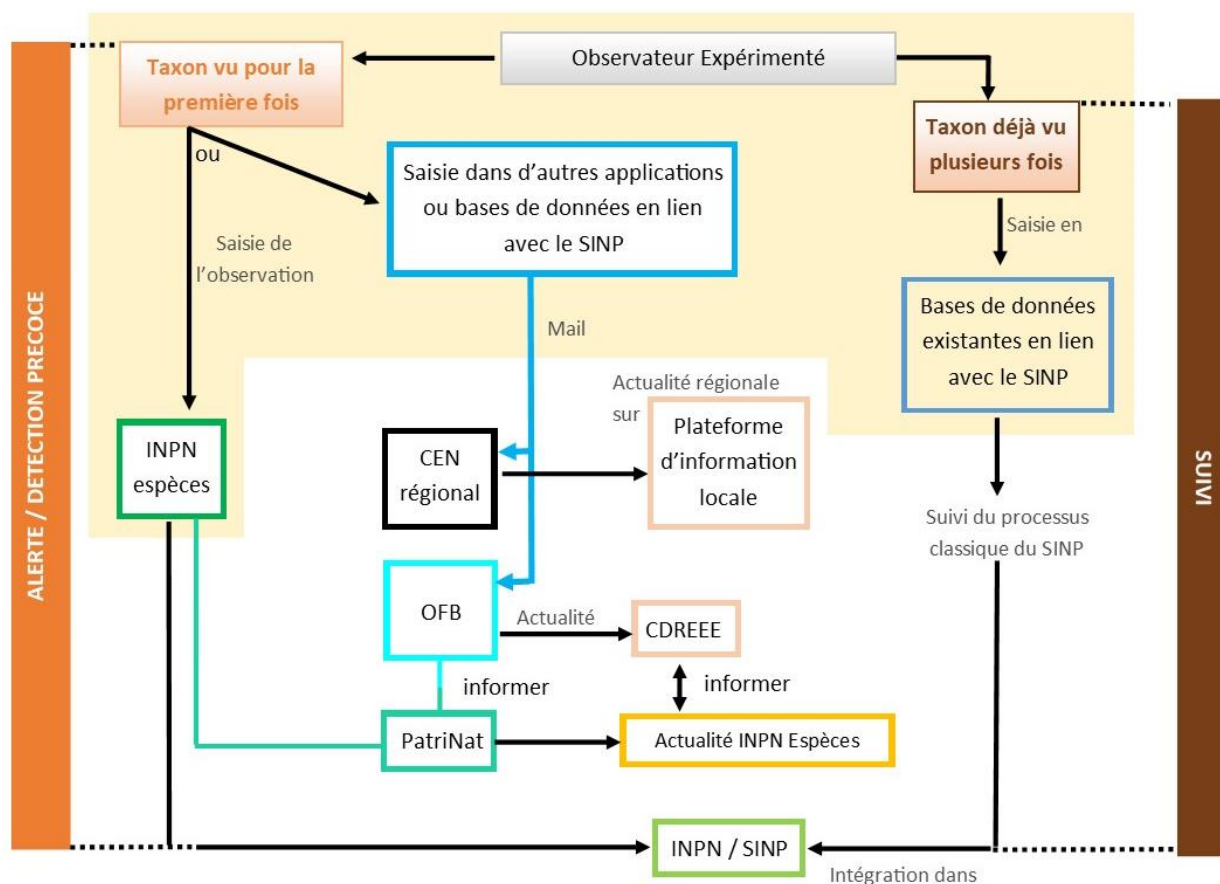 Observateur Expérimenté
Taxon vu pour la
première fois
Taxon déjà vu
plusieurs fois
ou
Saisie dans d'autres applications
ou bases de données en lien
avec le SINP
Saisie de
l'observation
Saisie en
Bases de données
existantes en lien
avec le SINP
Mail
Actualité régionale
sur
Plateforme
d'information
locale
INPN
espèces
CEN
régional
Suivi du processus
classique du SINP
OFB
Actualité
CDREEE
informer
informer
PatriNat
Actualité INPN Espèces
INPN / SINP
Intégration dans
ALERTE / DETECTION PRECOCE
SUIVI